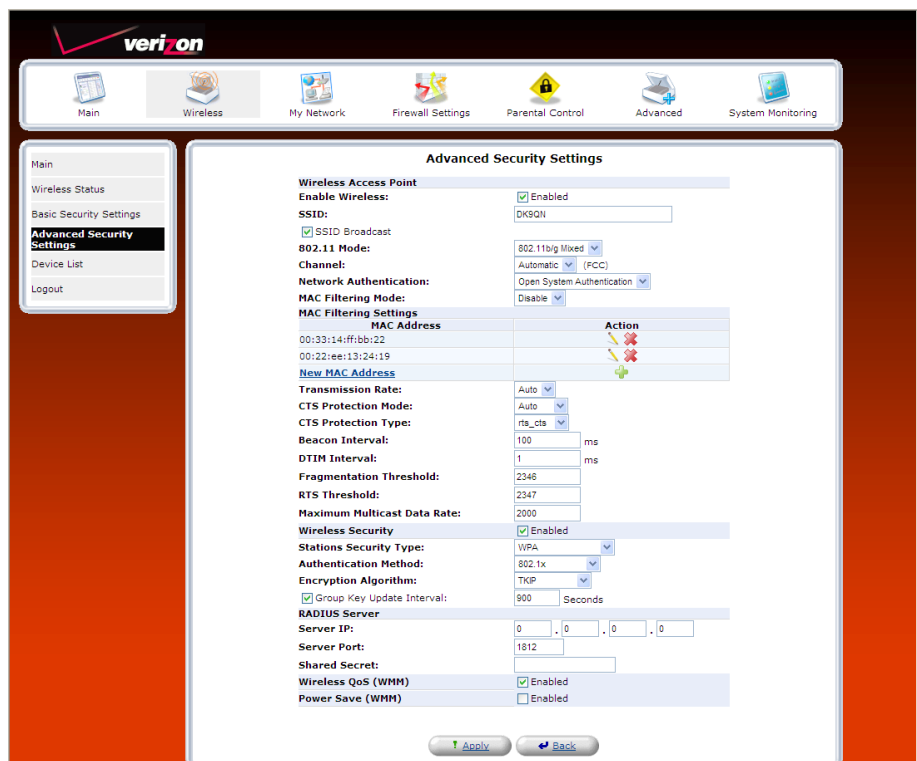 verizon
Main
Wireless
My Network
Firewall Settings
Parental Control
Advanced
System Monitoring
Main
Wireless Status
Basic Security Settings
Advanced Security
Settings
Device List
Logout
Advanced Security Settings
Wireless Access Point
Enable Wireless: Enabled
SSID: DK9QN
SSID Broadcast
802.11 Mode: 802.11b/g Mixed
Channel: Automatic (FCC)
Network Authentication: Open System Authentication
MAC Filtering Mode: Disable
MAC Filtering Settings
MAC Address Action
00:33:14:ff:bb:22
00:22:ee:13:24:19
New MAC Address
Transmission Rate: Auto
CTS Protection Mode: Auto
CTS Protection Type: rts_cts
Beacon Interval: 100 ms
DTIM Interval: 1 ms
Fragmentation Threshold: 2346
RTS Threshold: 2347
Maximum Multicast Data Rate: 2000
Wireless Security Enabled
Stations Security Type: WPA
Authentication Method: 802.1x
Encryption Algorithm: TKIP
Group Key Update Interval: 900 Seconds
RADIUS Server
Server IP: 0 . 0 . 0 . 0
Server Port: 1812
Shared Secret:
Wireless QoS (WMM) Enabled
Power Save (WMM) Enabled
Apply
Back